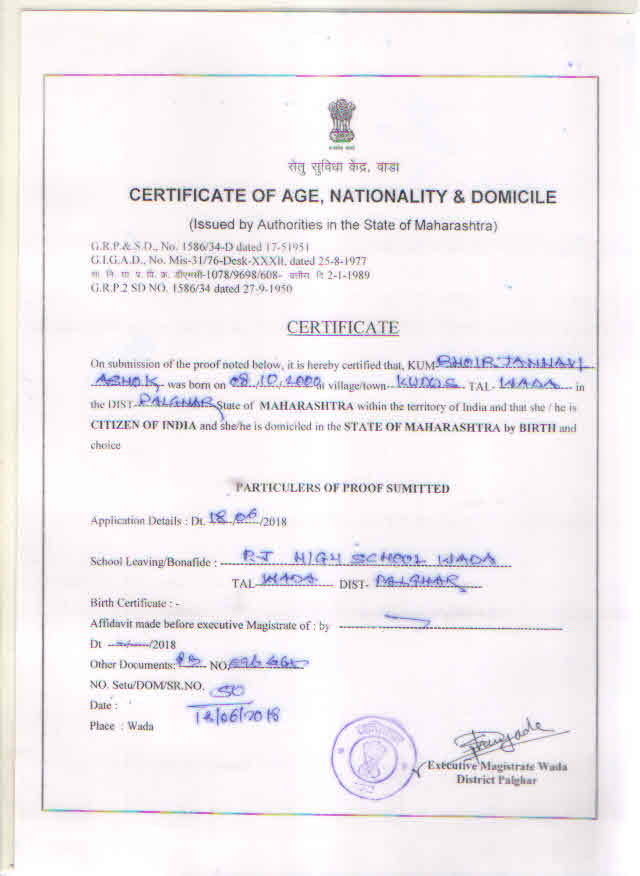 सेतु सुविधा केंद्र, वाडा
CERTIFICATE OF AGE, NATIONALITY & DOMICILE
(Issued by Authorities in the State of Maharashtra)
G.R.P.& S.D., No. 1586/34-D dated 17-51951
G.I.G.A.D., No. Mis-31/76-Desk-XXXII, dated 25-8-1977
सा. नि. सा. प. वि. क्र. डीएमसी-1078/9698/608- दि 2-1-1989
G.R.P.2 SD NO. 1586/34 dated 27-9-1950
CERTIFICATE
On submission of the proof noted below, it is hereby certified that, KUM- BHOIR JANNAVI
ASHOK was born on 08/10/2000 in village/town KUDUS TAL- WADA in
the DIST- PALGHAR State of MAHARASHTRA within the territory of India and that she / he is
CITIZEN OF INDIA and she/he is domiciled in the STATE OF MAHARASHTRA by BIRTH and
choice
PARTICULERS OF PROOF SUMITTED
Application Details : Dt. 18/06/2018
School Leaving/Bonafide : P.J HIGH SCHOOL WADA
TAL WADA DIST- PALGHAR
Birth Certificate : -
Affidavit made before executive Magistrate of : by
Dt /2018
Other Documents: NO.
NO. Setu/DOM/SR.NO. 50
Date : 18/06/2018
Place : Wada
Executive Magistrate Wada
District Palghar